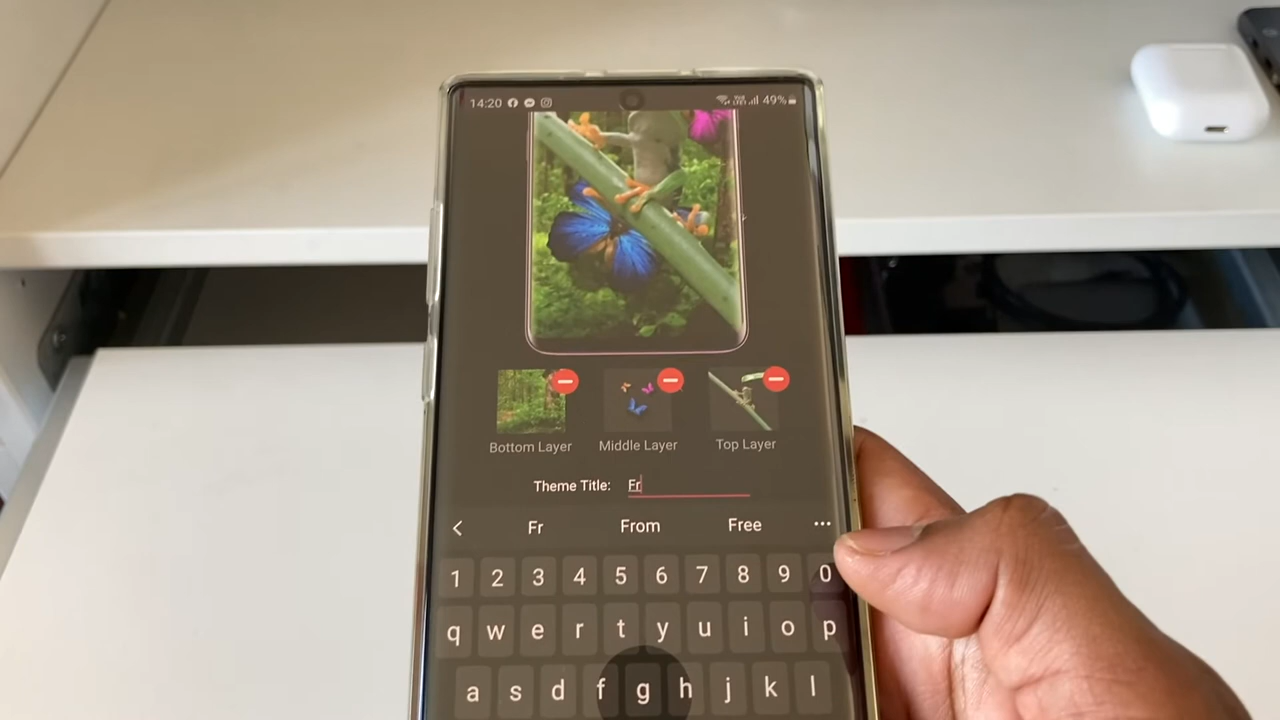 14:20 49%
Bottom Layer Middle Layer Top Layer
Theme Title: Fr
Fr From Free ...
1 2 3 4 5 6 7 8 9 0
q w e r t y u i o p
a s d f g h j k l